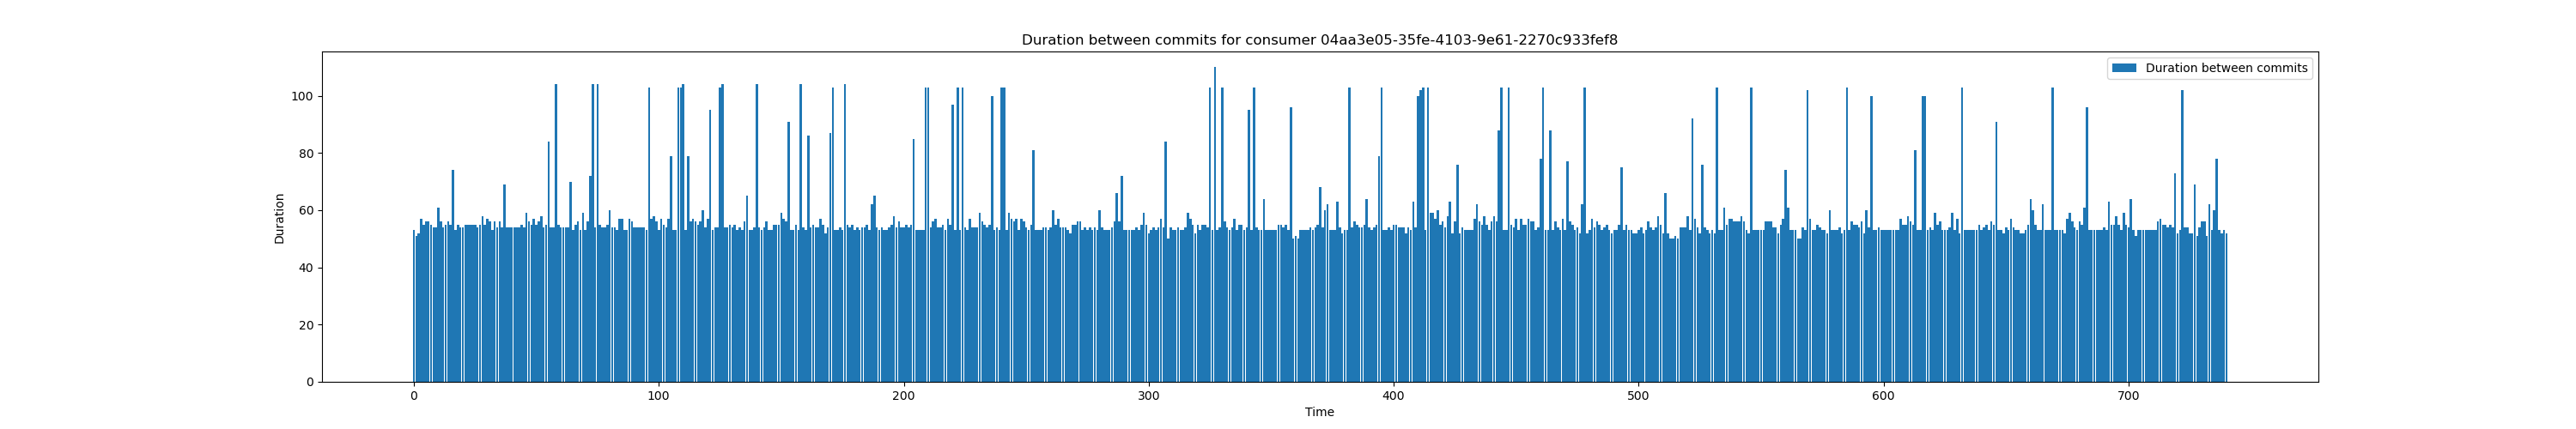 Duration between commits for consumer 04aa3e05-35fe-4103-9e61-2270c933fef8
Duration between commits
100
80
60
40
20
0
Duration
0 100 200 300 400 500 600 700
Time